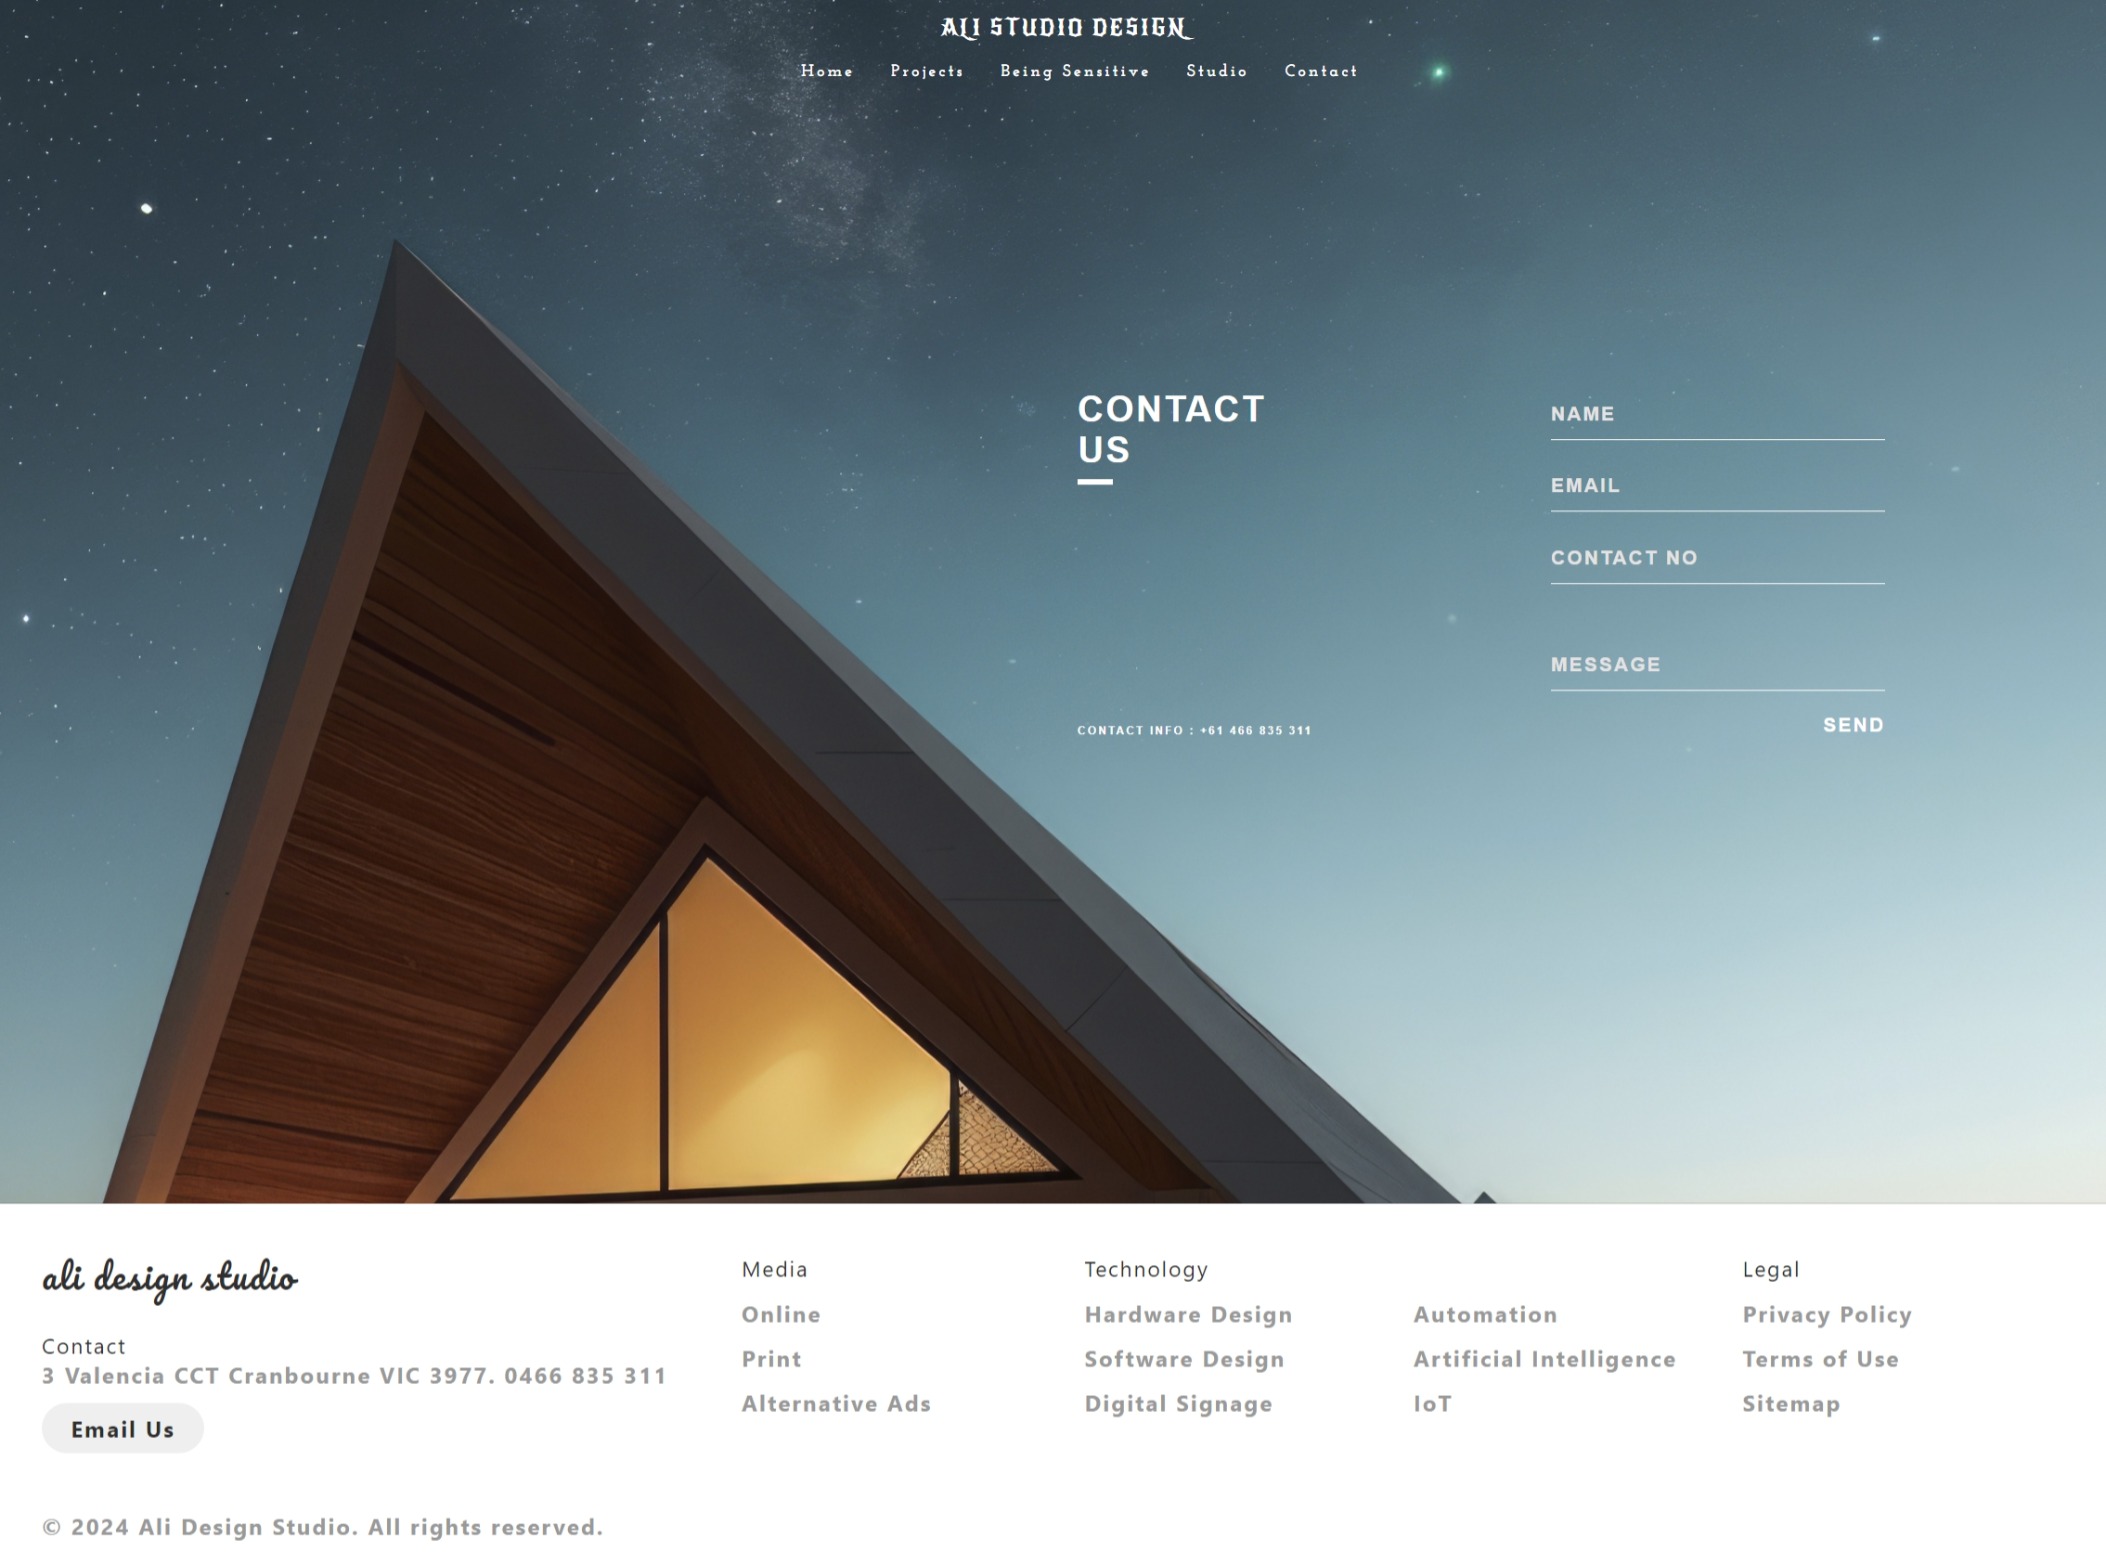 ALI STUDIO DESIGN
Home Projects Being Sensitive Studio Contact
CONTACT
US
CONTACT INFO : +61 466 835 311
NAME
EMAIL
CONTACT NO
MESSAGE
SEND
ali design studio
Contact
3 Valencia CCT Cranbourne VIC 3977. 0466 835 311
Email Us
Media
Online
Print
Alternative Ads
Technology
Hardware Design
Software Design
Digital Signage
Automation
Artificial Intelligence
IoT
Legal
Privacy Policy
Terms of Use
Sitemap
© 2024 Ali Design Studio. All rights reserved.